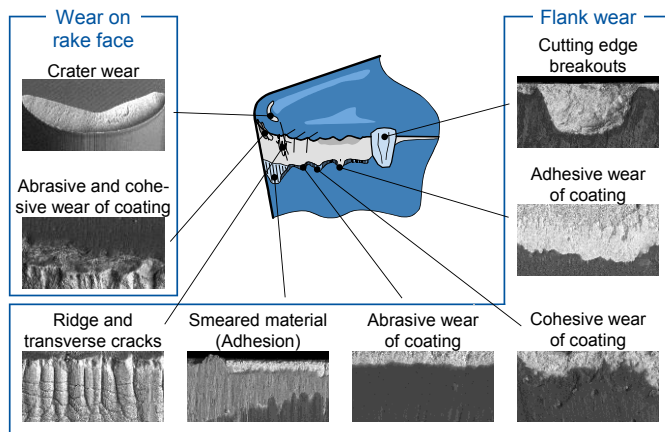 Wear on
rake face
Crater wear
Abrasive and cohe-
sive wear of coating
Flank wear
Cutting edge
breakouts
Adhesive wear
of coating
Ridge and
transverse cracks
Smeared material
(Adhesion)
Abrasive wear
of coating
Cohesive wear
of coating